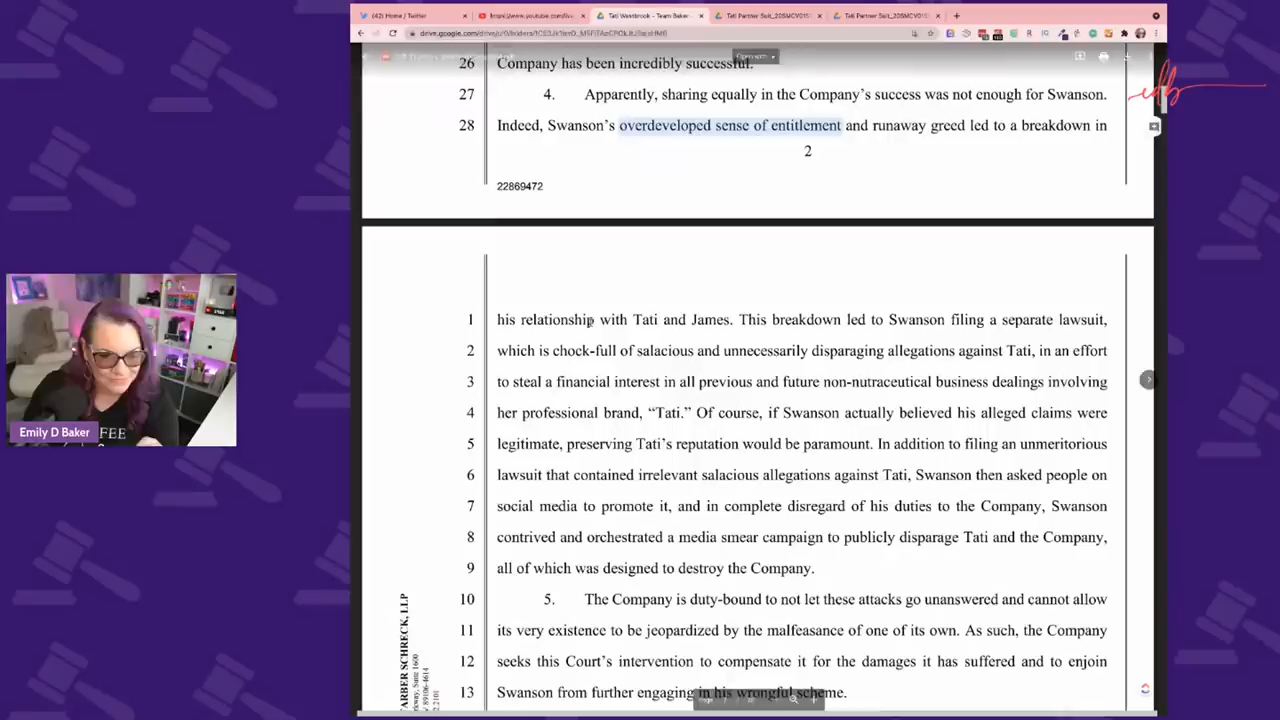 (42) Home / Twitter
Tati Westbrook - Team Baker
26 Company has been incredibly successful.
27 4. Apparently, sharing equally in the Company's success was not enough for Swanson.
28 Indeed, Swanson's overdeveloped sense of entitlement and runaway greed led to a breakdown in
2
22869472
1 his relationship with Tati and James. This breakdown led to Swanson filing a separate lawsuit,
2 which is chock-full of salacious and unnecessarily disparaging allegations against Tati, in an effort
3 to steal a financial interest in all previous and future non-nutraceutical business dealings involving
4 her professional brand, “Tati.” Of course, if Swanson actually believed his alleged claims were
5 legitimate, preserving Tati's reputation would be paramount. In addition to filing an unmeritorious
6 lawsuit that contained irrelevant salacious allegations against Tati, Swanson then asked people on
7 social media to promote it, and in complete disregard of his duties to the Company, Swanson
8 contrived and orchestrated a media smear campaign to publicly disparage Tati and the Company,
9 all of which was designed to destroy the Company.
10 5. The Company is duty-bound to not let these attacks go unanswered and cannot allow
11 its very existence to be jeopardized by the malfeasance of one of its own. As such, the Company
12 seeks this Court's intervention to compensate it for the damages it has suffered and to enjoin
13 Swanson from further engaging in his wrongful scheme.
ARBER SCHRECK, LLP
Emily D Baker
edb